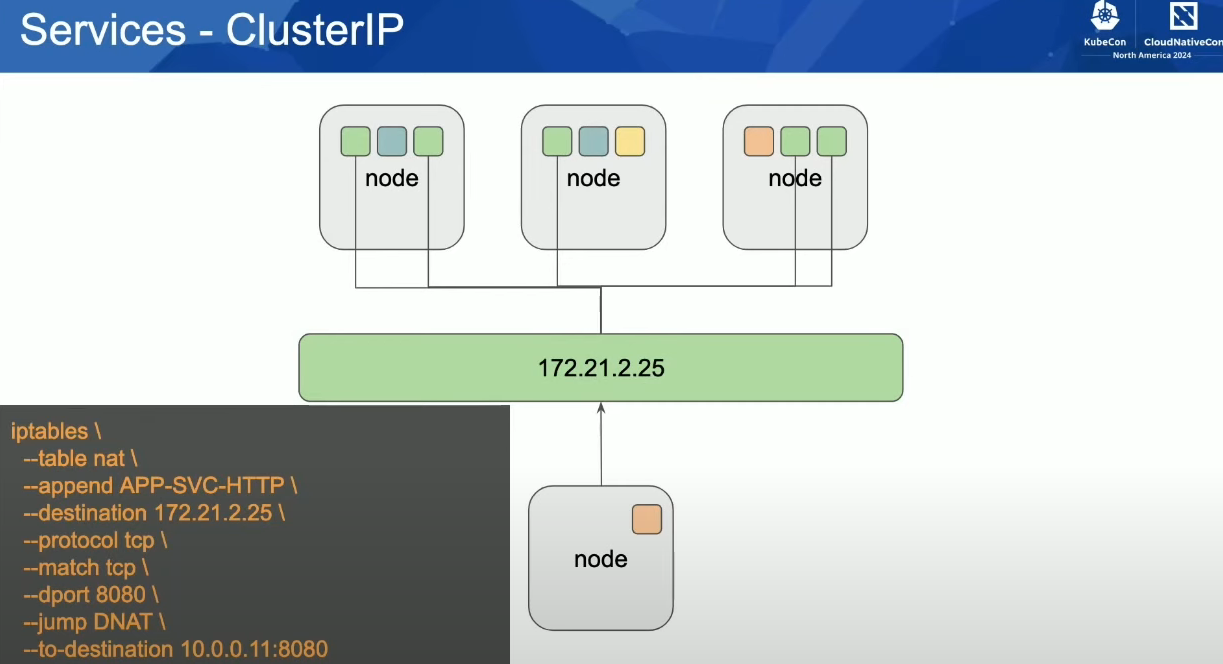 Services - ClusterIP
KubeCon
CloudNativeCon
North America 2024
node
node
node
172.21.2.25
node
iptables \
--table nat \
--append APP-SVC-HTTP \
--destination 172.21.2.25 \
--protocol tcp \
--match tcp \
--dport 8080 \
--jump DNAT \
--to-destination 10.0.0.11:8080